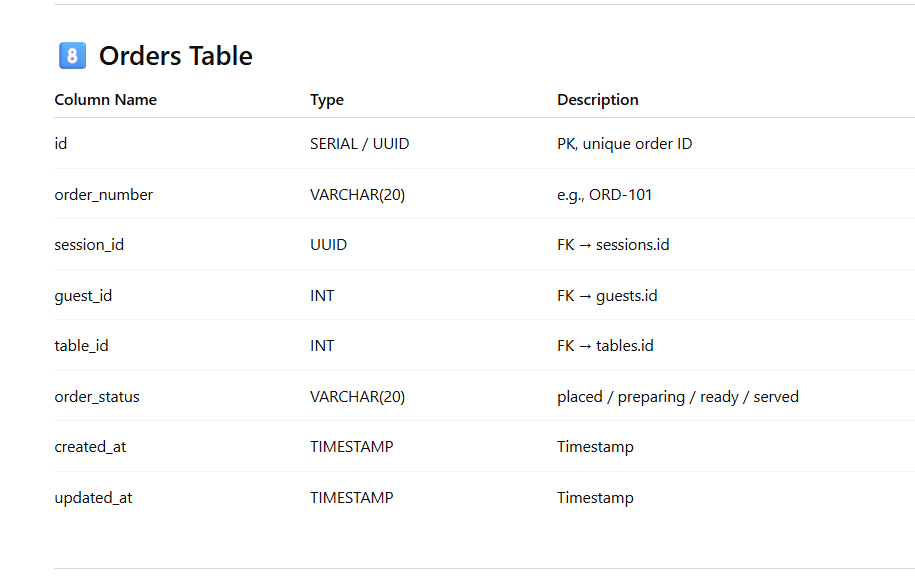 8 Orders Table
Column Name Type Description
id SERIAL / UUID PK, unique order ID
order_number VARCHAR(20) e.g., ORD-101
session_id UUID FK → sessions.id
guest_id INT FK → guests.id
table_id INT FK → tables.id
order_status VARCHAR(20) placed / preparing / ready / served
created_at TIMESTAMP Timestamp
updated_at TIMESTAMP Timestamp